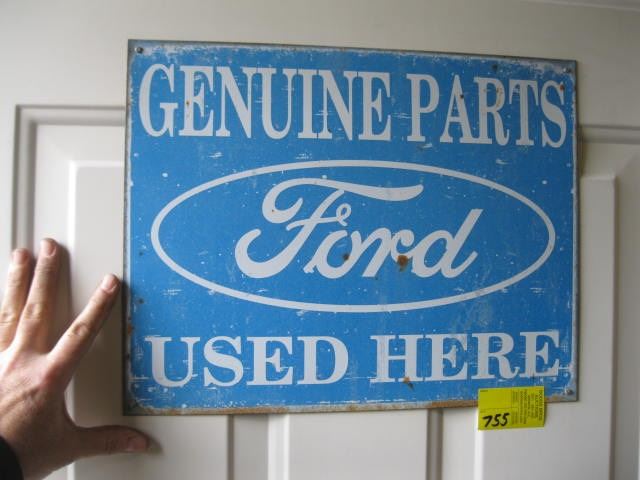 GENUINE PARTS
Ford
USED HERE
755